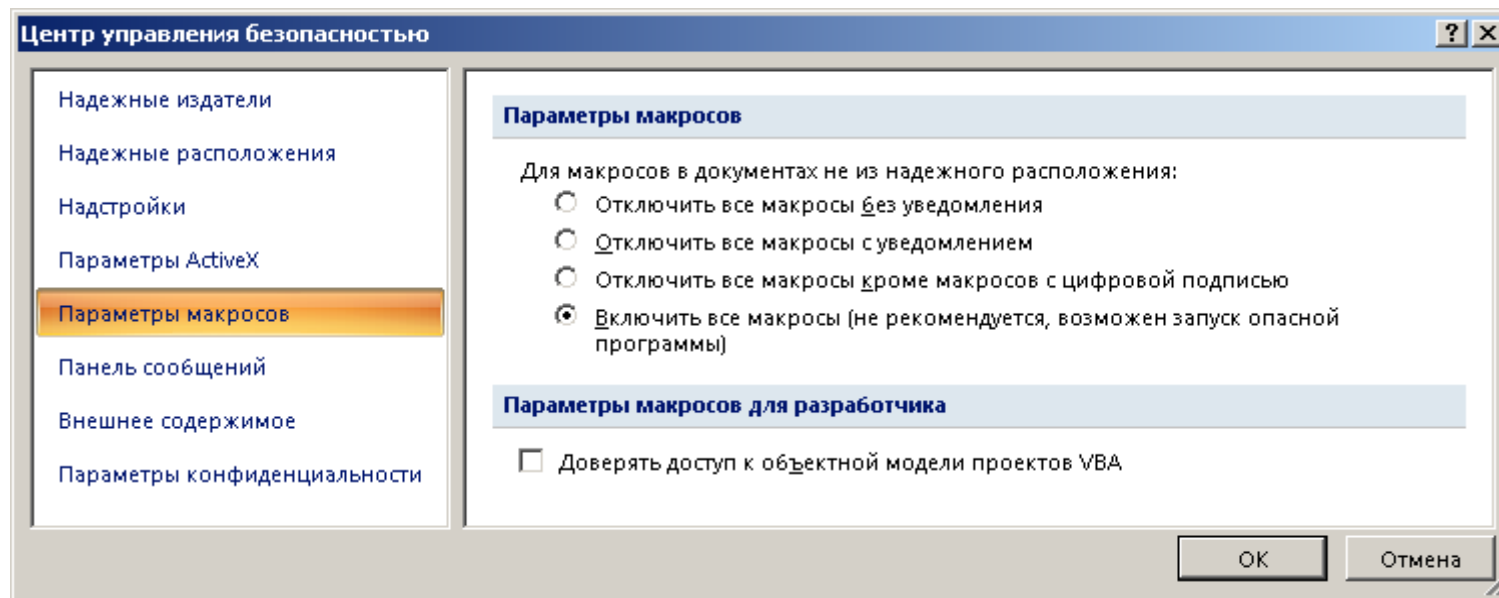 Центр управления безопасностью
Надежные издатели
Надежные расположения
Надстройки
Параметры ActiveX
Параметры макросов
Панель сообщений
Внешнее содержимое
Параметры конфиденциальности
Параметры макросов
Для макросов в документах не из надежного расположения:
Отключить все макросы без уведомления
Отключить все макросы с уведомлением
Отключить все макросы кроме макросов с цифровой подписью
Включить все макросы (не рекомендуется, возможен запуск опасной
программы)
Параметры макросов для разработчика
Доверять доступ к объектной модели проектов VBA
ОК
Отмена